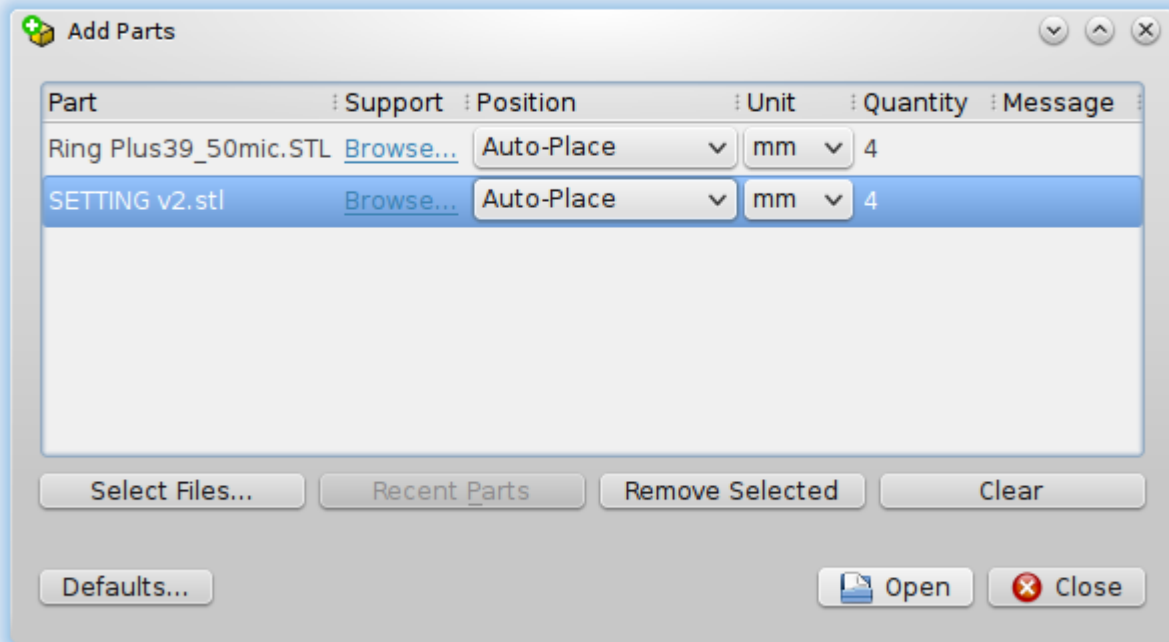 Add Parts
Part Support Position Unit Quantity Message
Ring Plus39_50mic.STL Browse... Auto-Place mm 4
SETTING v2.stl Browse... Auto-Place mm 4
Select Files... Recent Parts Remove Selected Clear
Defaults... Open Close